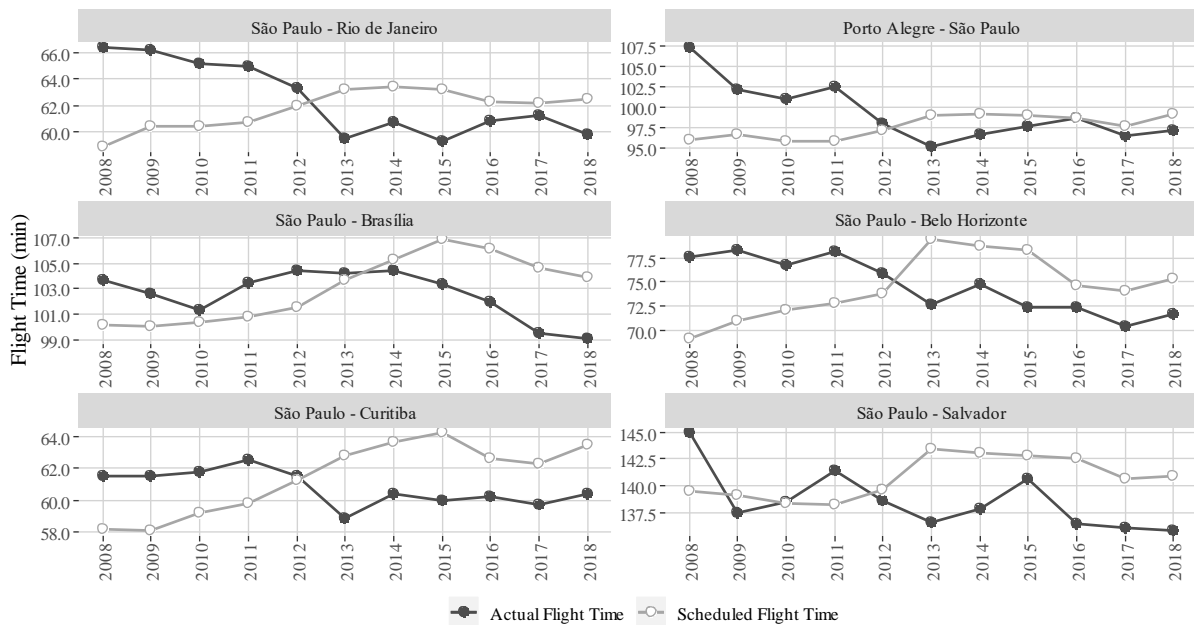 São Paulo - Rio de Janeiro
66.0
64.0
62.0
60.0
2008 2009 2010 2011 2012 2013 2014 2015 2016 2017 2018
Porto Alegre - São Paulo
107.5
105.0
102.5
100.0
97.5
95.0
2008 2009 2010 2011 2012 2013 2014 2015 2016 2017 2018
Flight Time (min)
São Paulo - Brasília
107.0
105.0
103.0
101.0
99.0
2008 2009 2010 2011 2012 2013 2014 2015 2016 2017 2018
São Paulo - Belo Horizonte
77.5
75.0
72.5
70.0
2008 2009 2010 2011 2012 2013 2014 2015 2016 2017 2018
São Paulo - Curitiba
64.0
62.0
60.0
58.0
2008 2009 2010 2011 2012 2013 2014 2015 2016 2017 2018
São Paulo - Salvador
145.0
142.5
140.0
137.5
2008 2009 2010 2011 2012 2013 2014 2015 2016 2017 2018
Actual Flight Time Scheduled Flight Time